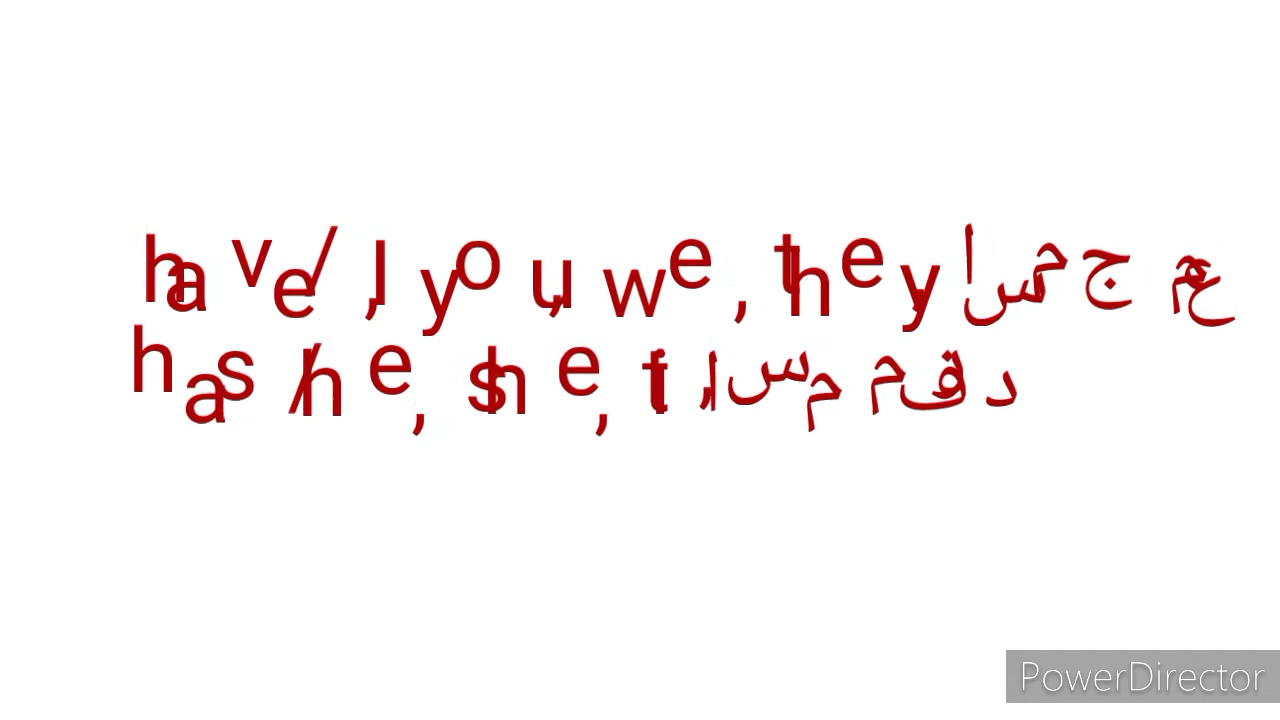 have/ I, you, we, they, اسم جمع
has /he, she, it, اسم مفرد
PowerDirector